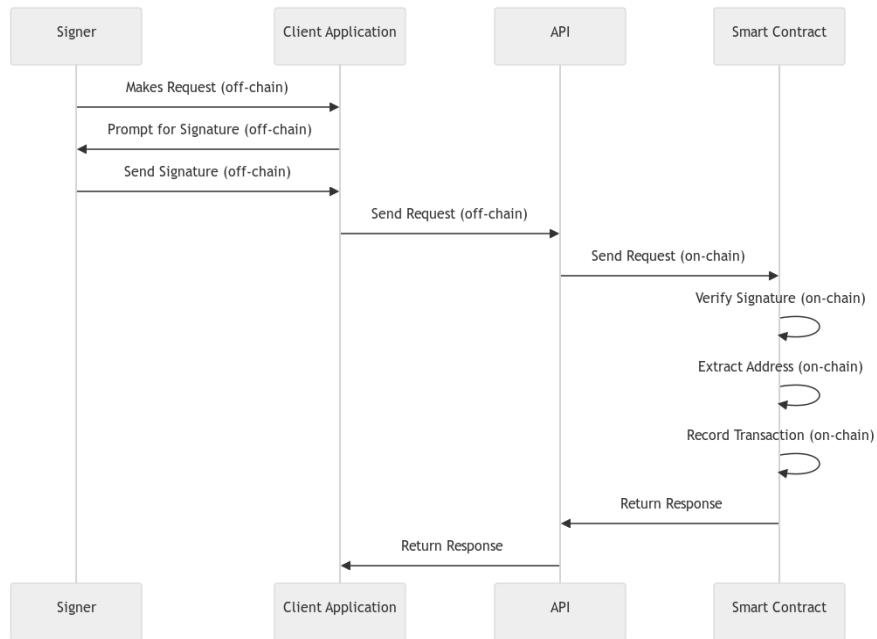 Signer
Client Application
API
Smart Contract
Makes Request (off-chain)
Prompt for Signature (off-chain)
Send Signature (off-chain)
Send Request (off-chain)
Send Request (on-chain)
Verify Signature (on-chain)
Extract Address (on-chain)
Record Transaction (on-chain)
Return Response
Return Response
Signer
Client Application
API
Smart Contract